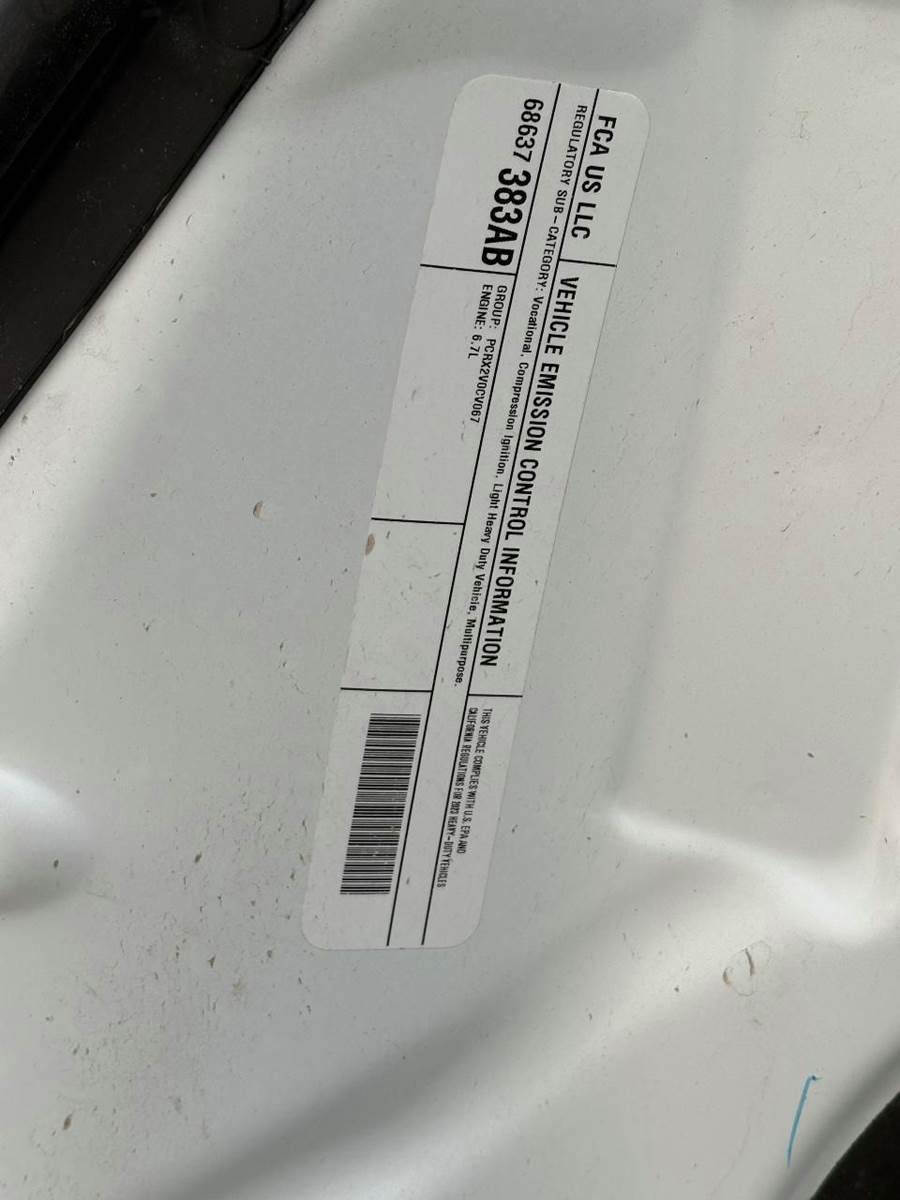 FCA US LLC
VEHICLE EMISSION CONTROL INFORMATION
THIS VEHICLE COMPLIES WITH U.S. EPA AND
CALIFORNIA REGULATIONS FOR 2023 HEAVY-DUTY VEHICLES
REGULATORY SUB-CATEGORY: Vocational, Compression Ignition, Light Heavy Duty Vehicle, Multipurpose.
68637 383AB
GROUP: PCRX2VOCV067
ENGINE: 6.7L